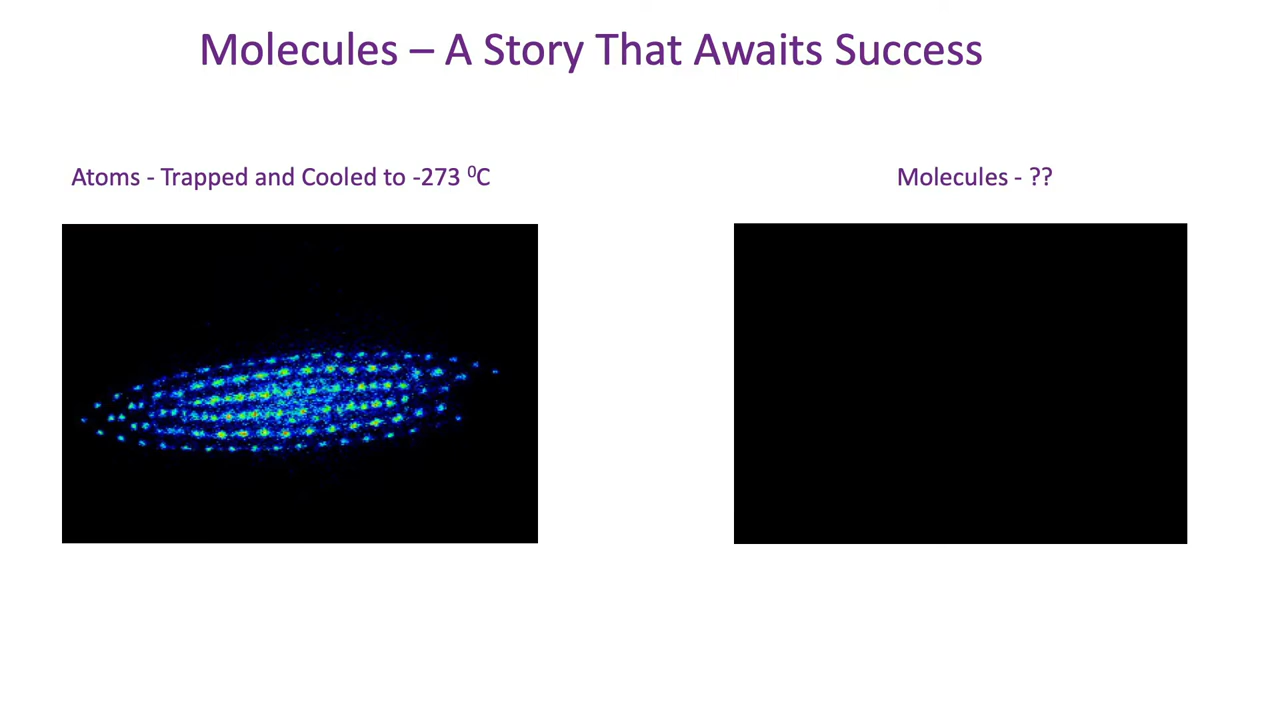 Molecules – A Story That Awaits Success
Atoms - Trapped and Cooled to -273 ⁰C
Molecules - ??